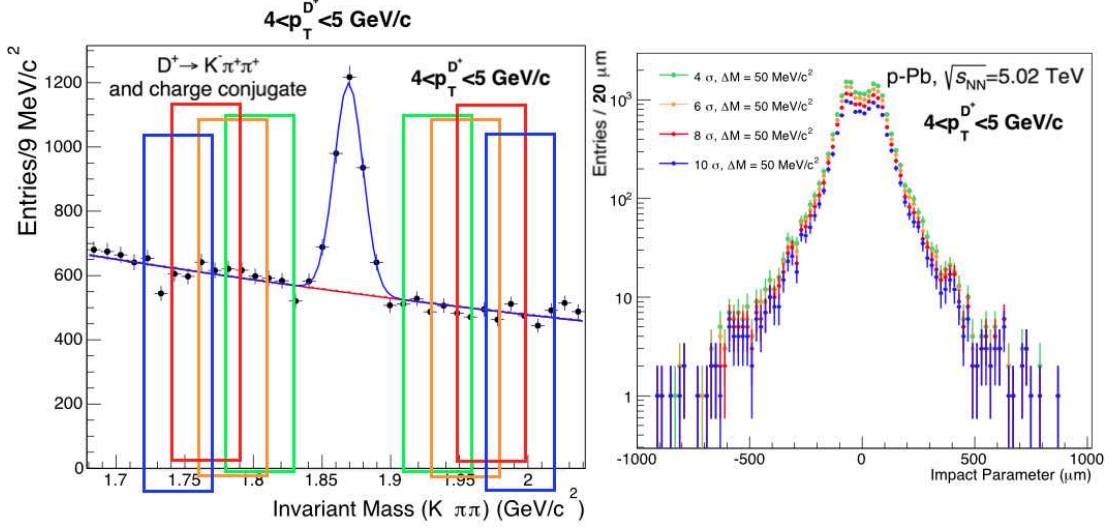 4<p_T^{D^+}<5 GeV/c
D⁺→ K⁻π⁺π⁺
and charge conjugate
4<p_T^{D^+}<5 GeV/c
Entries/9 MeV/c²
1200
1000
800
600
400
200
0
1.7
1.75
1.8
1.85
1.9
1.95
2
Invariant Mass (K ππ) (GeV/c²)
4 σ, ΔM = 50 MeV/c²
6 σ, ΔM = 50 MeV/c²
8 σ, ΔM = 50 MeV/c²
10 σ, ΔM = 50 MeV/c²
p-Pb, √s_NN=5.02 TeV
4<p_T^{D^+}<5 GeV/c
Entries / 20 μm
10³
10²
10
1
-1000
-500
0
500
1000
Impact Parameter (μm)